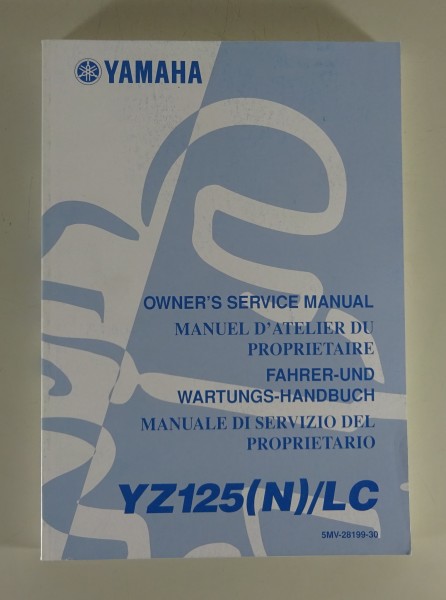 YAMAHA
OWNER'S SERVICE MANUAL
MANUEL D'ATELIER DU
PROPRIETAIRE
FAHRER-UND
WARTUNGS-HANDBUCH
MANUALE DI SERVIZIO DEL
PROPRIETARIO
YZ125(N)/LC
5MV-28199-30